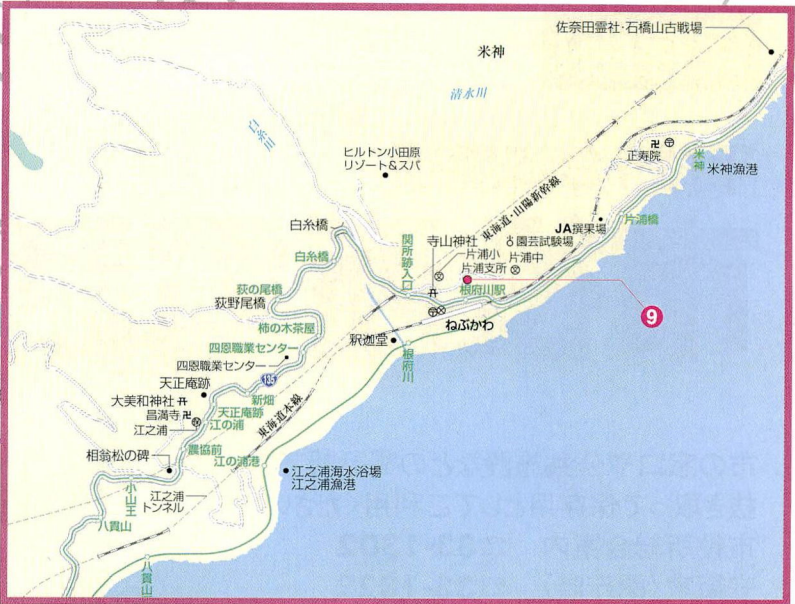 佐奈田霊社・石橋山古戦場
米神
清水川
白糸川
ヒルトン小田原
リゾート&スパ
正寿院
米神
米神漁港
東海道・山陽新幹線
白糸橋
関所跡入口
寺山神社
園芸試験場
JA撰果場
片浦橋
片浦小
片浦中
片浦支所
白糸橋
根府川駅
荻の尾橋
荻野尾橋
9
ねぶかわ
柿の木茶屋
釈迦堂
根府川
四恩職業センター
四恩職業センター
135
天正庵跡
新畑
大美和神社
天正庵跡
昌満寺
江の浦
江之浦
東海道本線
農協前
江の浦港
相翁松の碑
江之浦海水浴場
江之浦漁港
小山王
江之浦
トンネル
八貫山
八貫山
33-1302